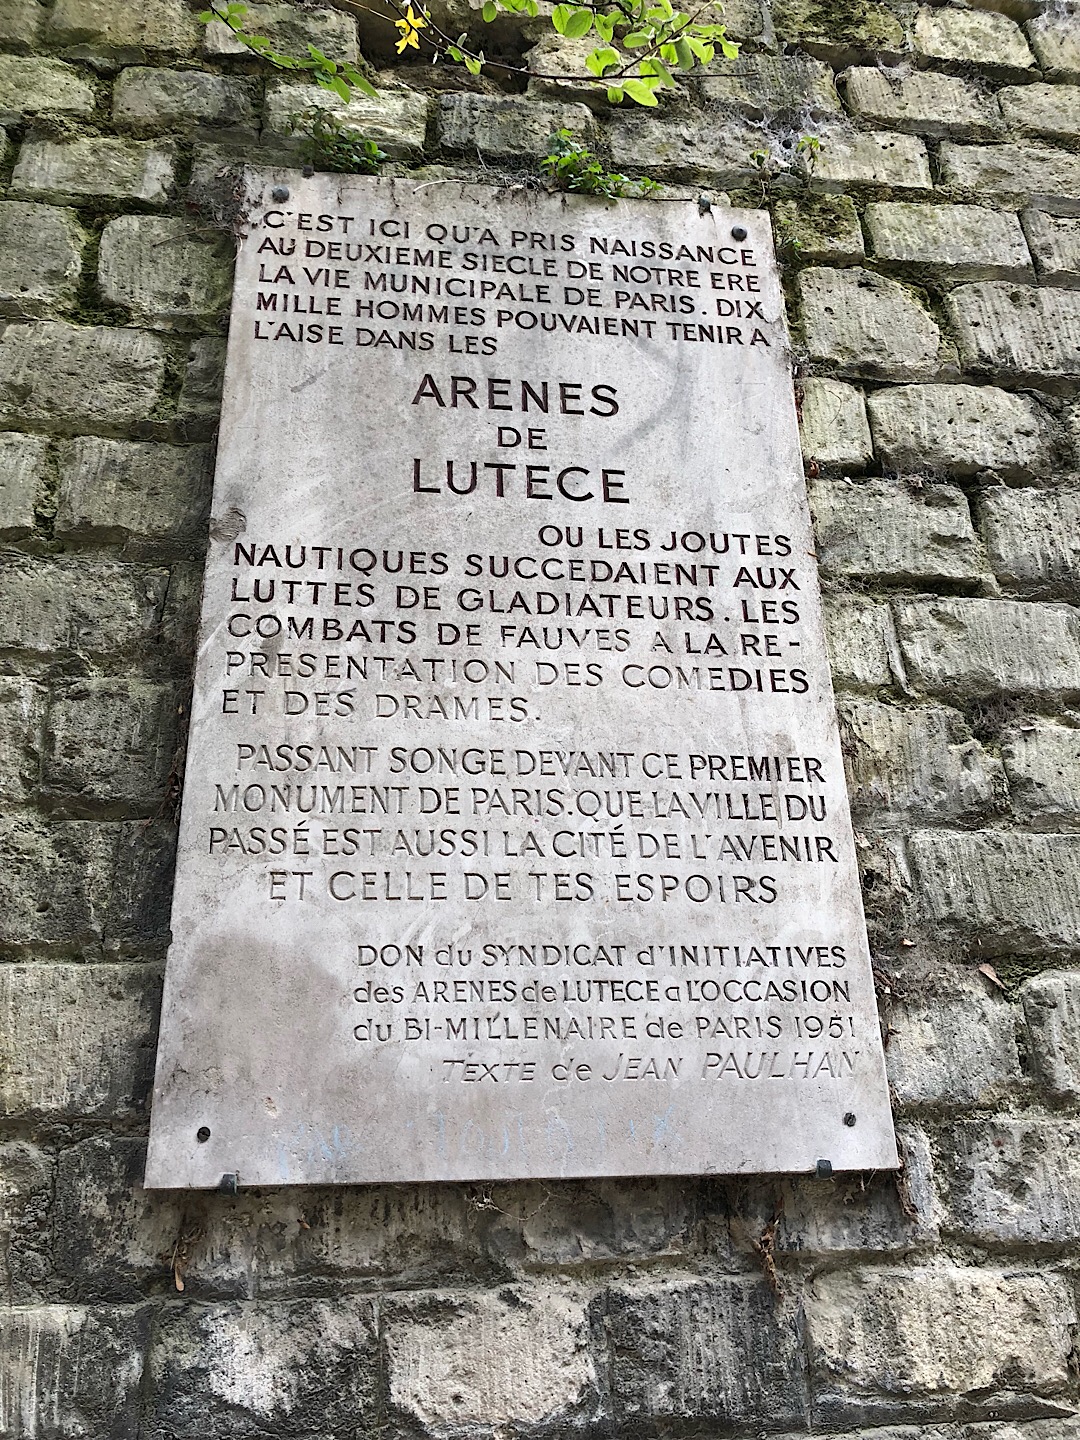 C'EST ICI QU'A PRIS NAISSANCE
AU DEUXIEME SIECLE DE NOTRE ERE
LA VIE MUNICIPALE DE PARIS. DIX
MILLE HOMMES POUVAIENT TENIR A
L'AISE DANS LES
ARENES
DE
LUTECE
OU LES JOUTES
NAUTIQUES SUCCEDAIENT AUX
LUTTES DE GLADIATEURS. LES
COMBATS DE FAUVES A LA RE-
PRESENTATION DES COMEDIES
ET DES DRAMES.
PASSANT SONGE DEVANT CE PREMIER
MONUMENT DE PARIS. QUE LA VILLE DU
PASSÉ EST AUSSI LA CITÉ DE L'AVENIR
ET CELLE DE TES ESPOIRS
DON du SYNDICAT d'INITIATIVES
des ARENES de LUTECE a L'OCCASION
du BI-MILLENAIRE de PARIS 1951
TEXTE de JEAN PAULHAN